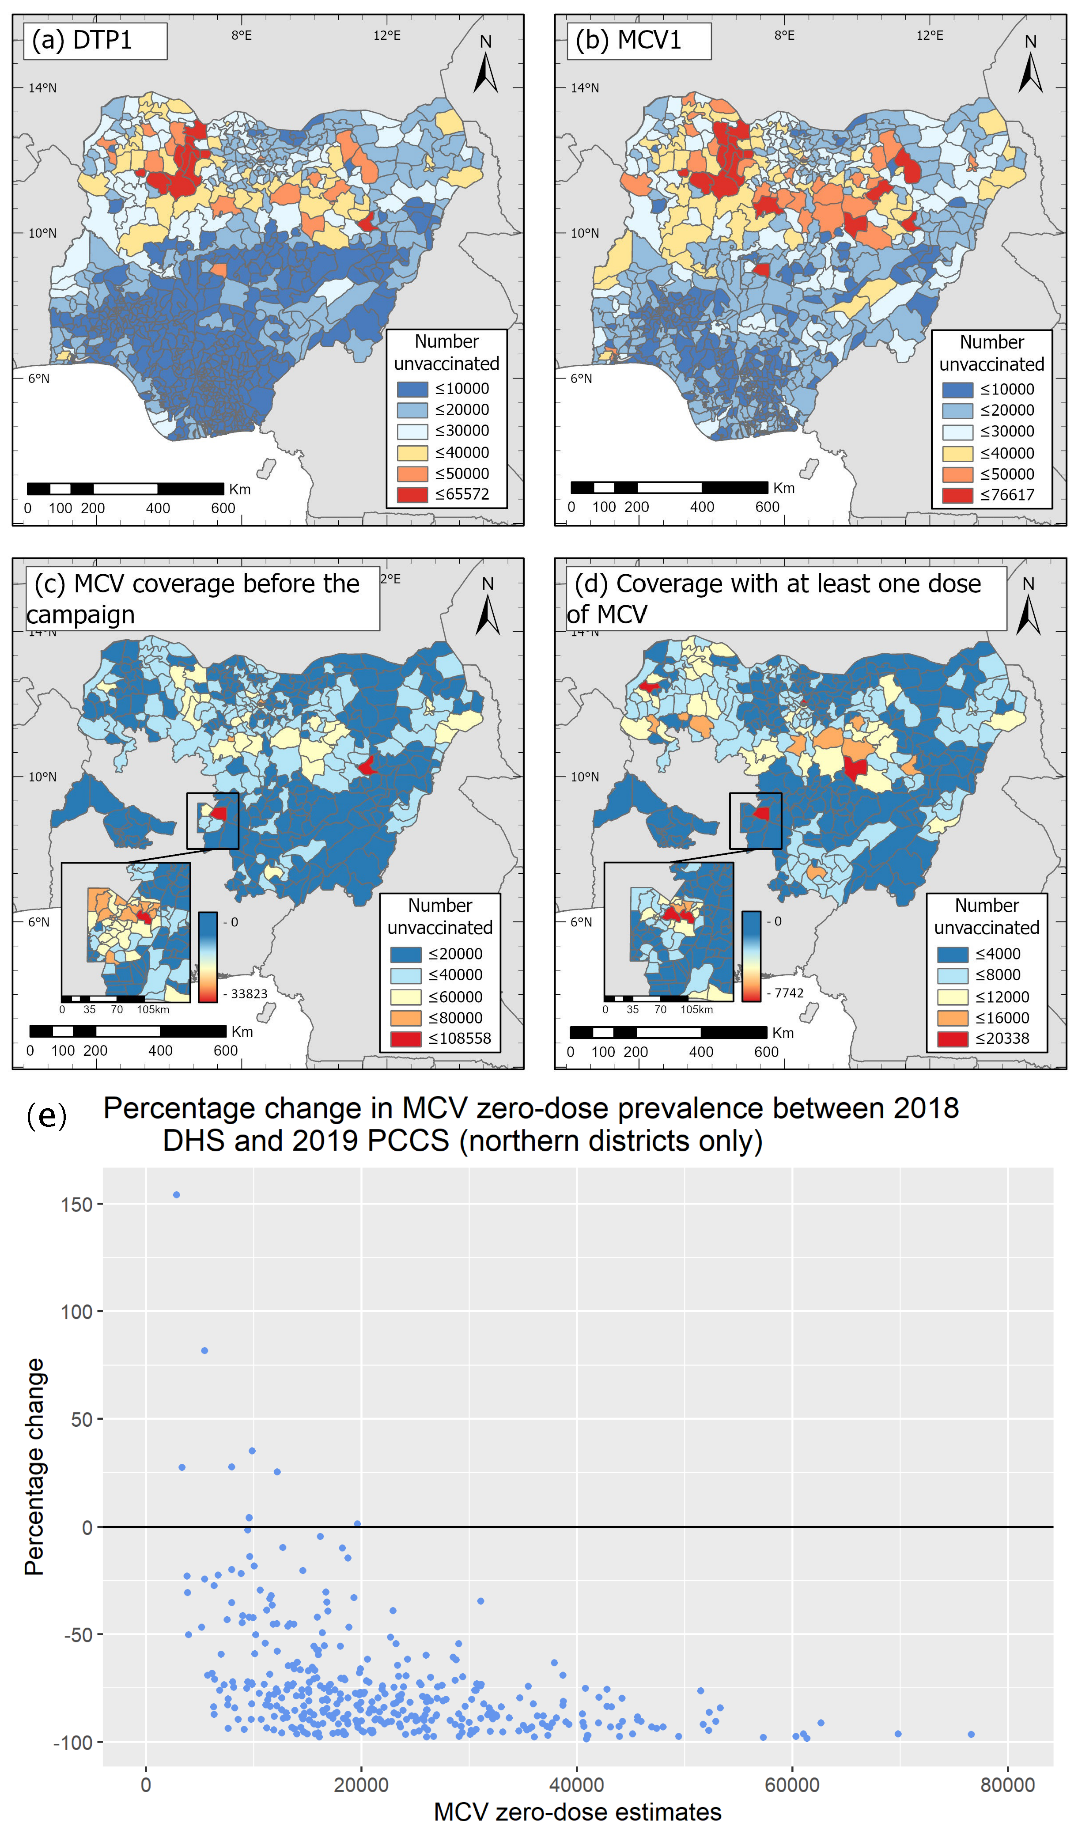 (a) DTP1
8°E
12°E
N
14°N
10°N
6°N
Number
unvaccinated
≤10000
≤20000
≤30000
≤40000
≤50000
≤65572
Km
0 100 200 400 600
(b) MCV1
8°E
12°E
N
14°N
10°N
6°N
Number
unvaccinated
≤10000
≤20000
≤30000
≤40000
≤50000
≤76617
Km
0 100 200 400 600
(c) MCV coverage before the
campaign
2°E
N
14°N
10°N
6°N
0
33823
0 35 70 105km
Number
unvaccinated
≤20000
≤40000
≤60000
≤80000
≤108558
Km
0 100 200 400 600
(d) Coverage with at least one dose
of MCV
N
14°N
10°N
6°N
0
7742
0 35 70 105km
Number
unvaccinated
≤4000
≤8000
≤12000
≤16000
≤20338
Km
0 100 200 400 600
(e) Percentage change in MCV zero-dose prevalence between 2018
DHS and 2019 PCCS (northern districts only)
Percentage change
150
100
50
0
-50
-100
0 20000 40000 60000 80000
MCV zero-dose estimates